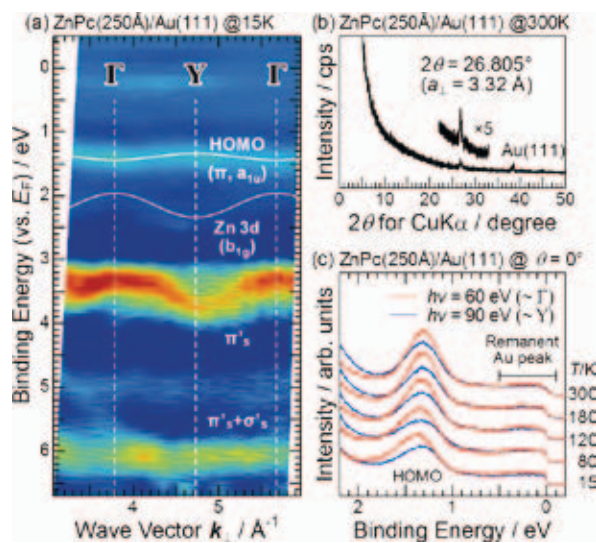 (a) ZnPc(250Å)/Au(111) @15K
Γ Y Γ
HOMO
(π, a1u)
Zn 3d
(b1g)
π's
π's+σ's
0
1
2
3
4
5
6
Binding Energy (vs. EF) / eV
4 5
Wave Vector k⊥ / Å-1
(b) ZnPc(250Å)/Au(111) @300K
2θ = 26.805°
(a⊥ = 3.32 Å)
×5
Au(111)
Intensity / cps
0 10 20 30 40 50
2θ for CuKα / degree
(c) ZnPc(250Å)/Au(111) @ θ = 0°
hν = 60 eV (~ Γ)
hν = 90 eV (~ Y)
Remanent
Au peak
T/K
300
180
120
80
15
HOMO
Intensity / arb. units
2 1 0
Binding Energy / eV